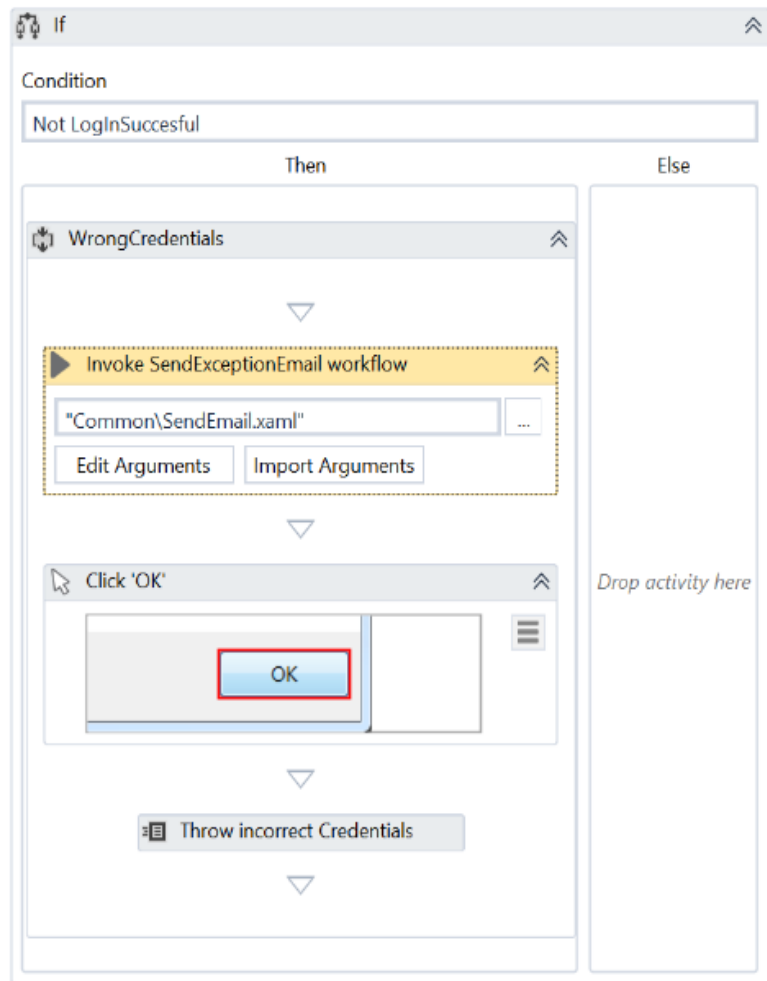 If
Condition
Not LogInSuccesful
Then
Else
WrongCredentials
Invoke SendExceptionEmail workflow
"Common\SendEmail.xaml"
...
Edit Arguments
Import Arguments
Click 'OK'
OK
Drop activity here
Throw incorrect Credentials